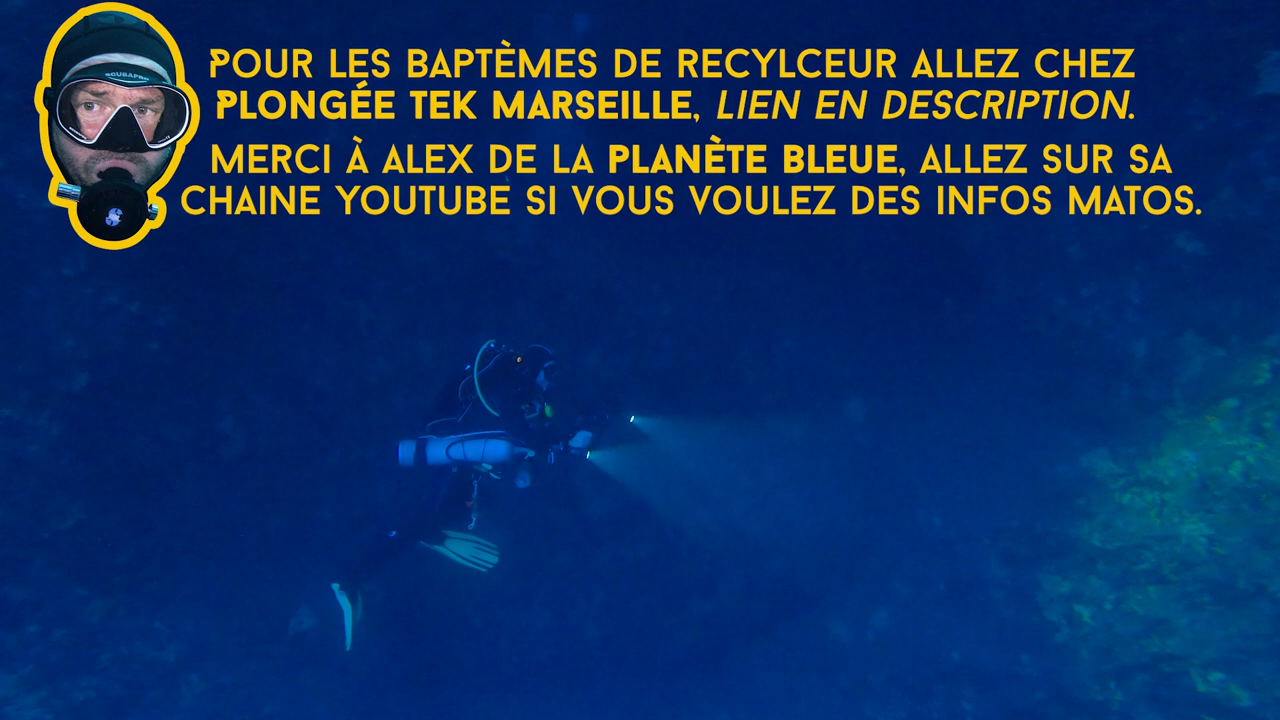 POUR LES BAPTÈMES DE RECYLCEUR ALLEZ CHEZ
PLONGÉE TEK MARSEILLE, LIEN EN DESCRIPTION.
MERCI À ALEX DE LA PLANÈTE BLEUE, ALLEZ SUR SA
CHAINE YOUTUBE SI VOUS VOULEZ DES INFOS MATOS.
SCUBAPRO